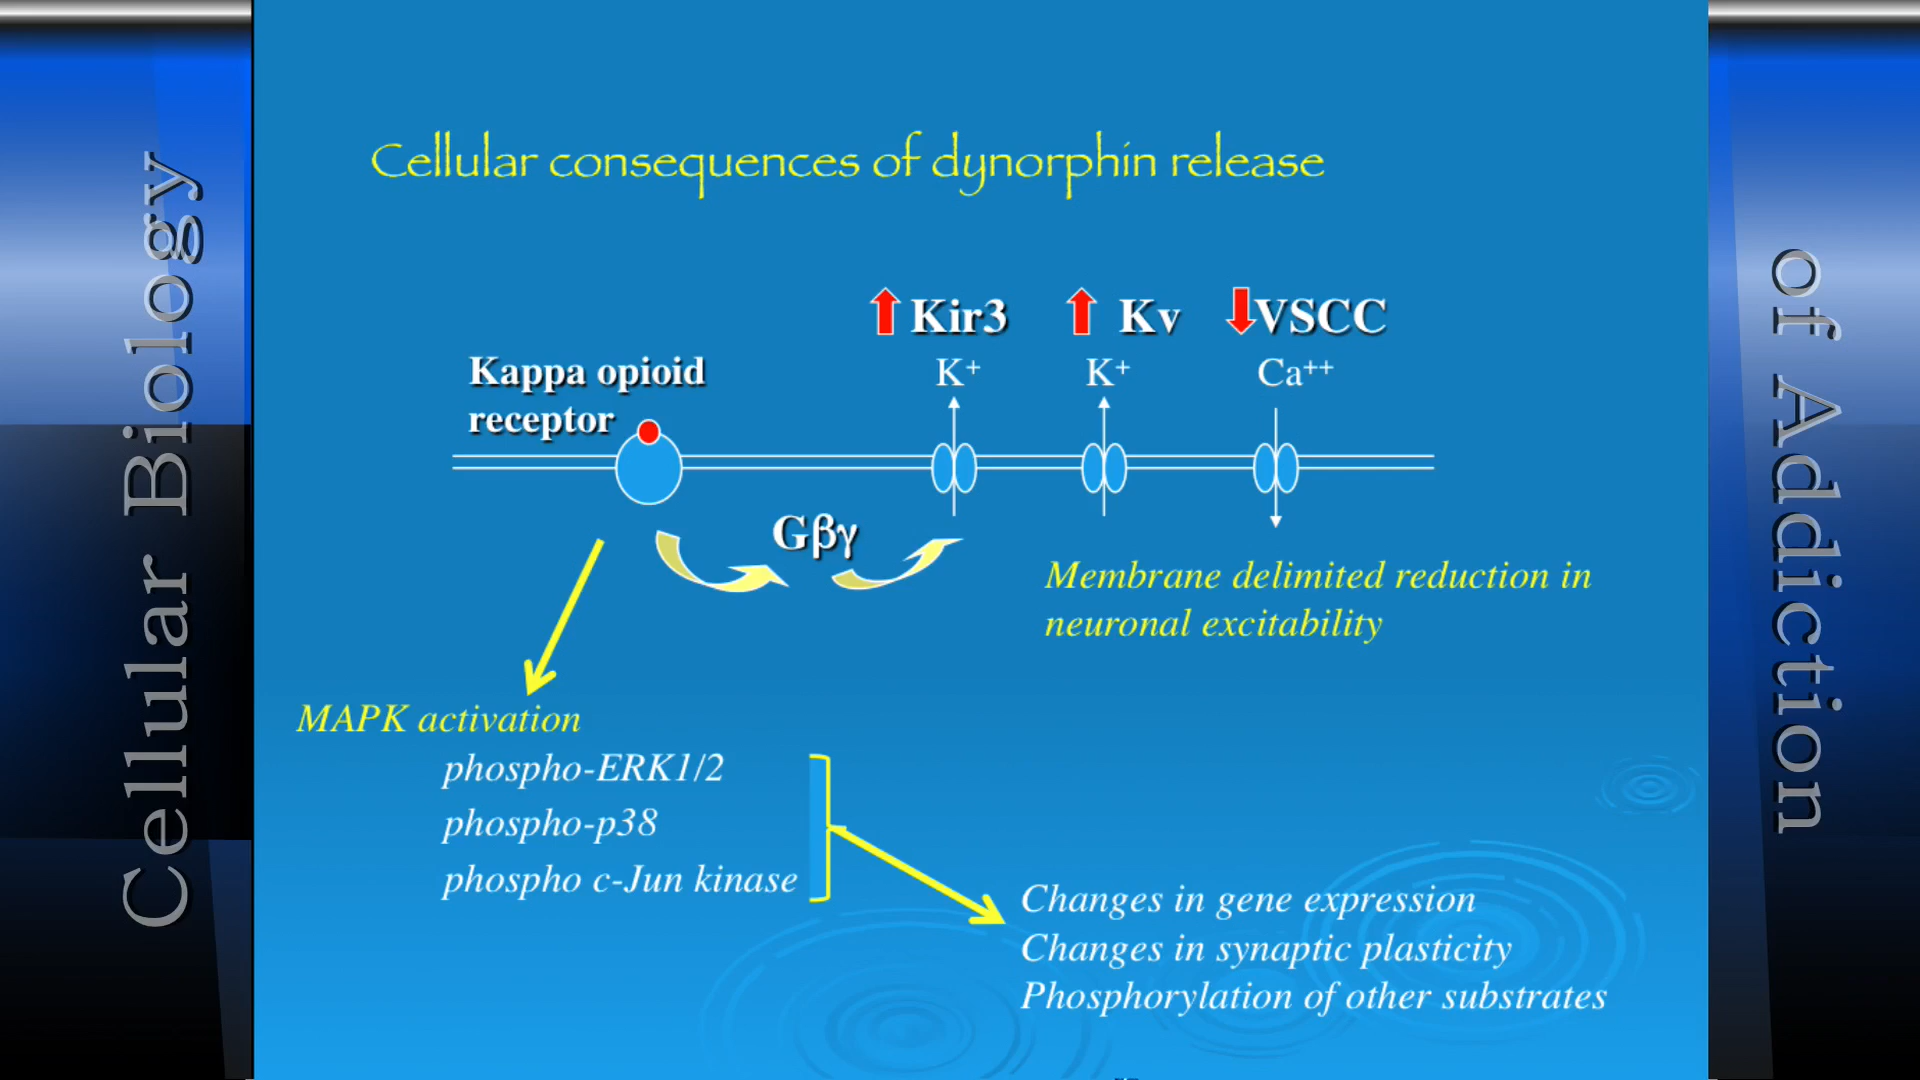 Cellular Biology
of Addiction
Cellular consequences of dynorphin release
Kir3 Kv VSCC
K⁺ K⁺ Ca⁺⁺
Kappa opioid
receptor
Gβγ
Membrane delimited reduction in
neuronal excitability
MAPK activation
phospho-ERK1/2
phospho-p38
phospho c-Jun kinase
Changes in gene expression
Changes in synaptic plasticity
Phosphorylation of other substrates